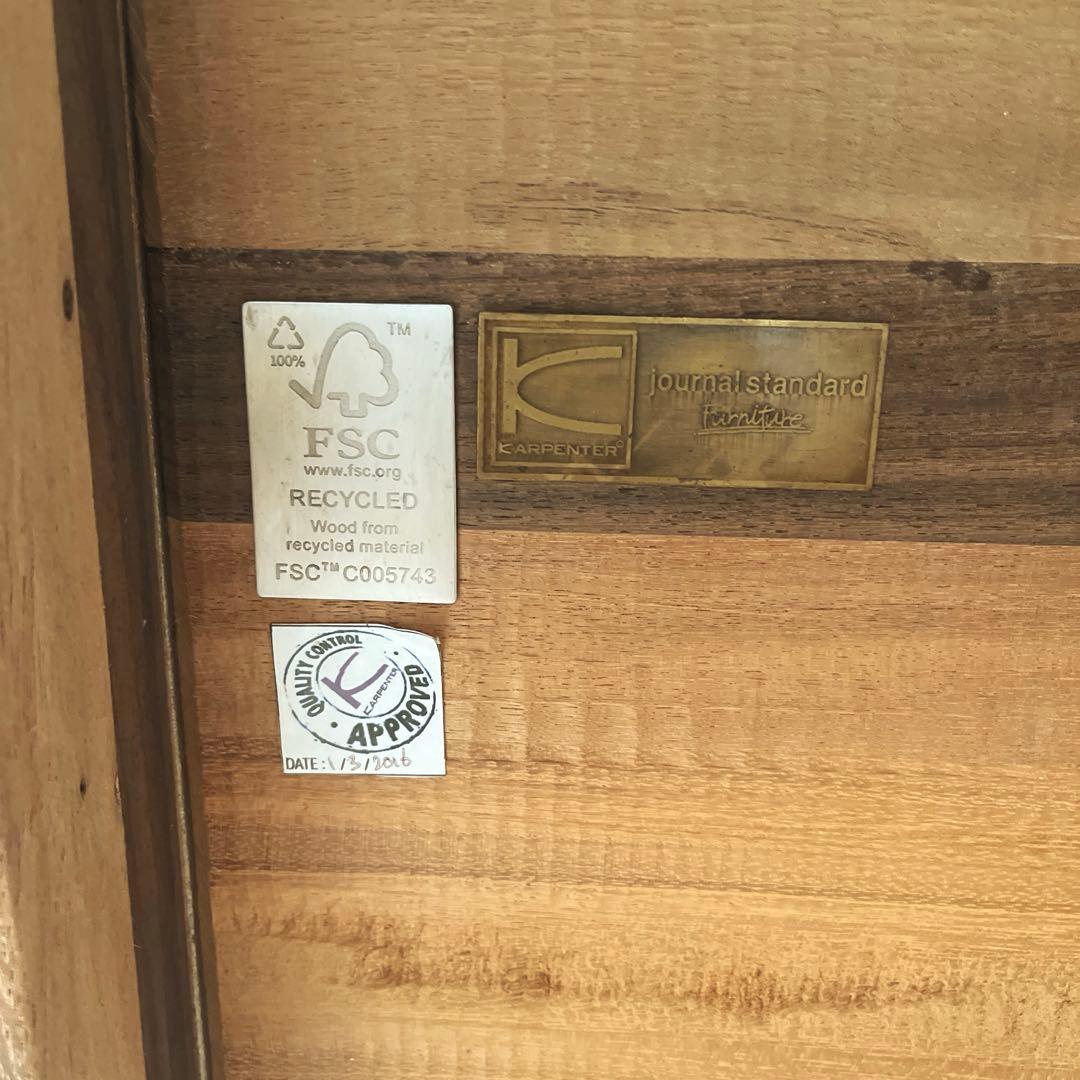 TM
100%
FSC
www.fsc.org
RECYCLED
Wood from
recycled material
FSC™ C005743
K
KARPENTER®
journal standard
Furniture
QUALITY CONTROL
K
KARPENTER
APPROVED
DATE: 1/3/2016